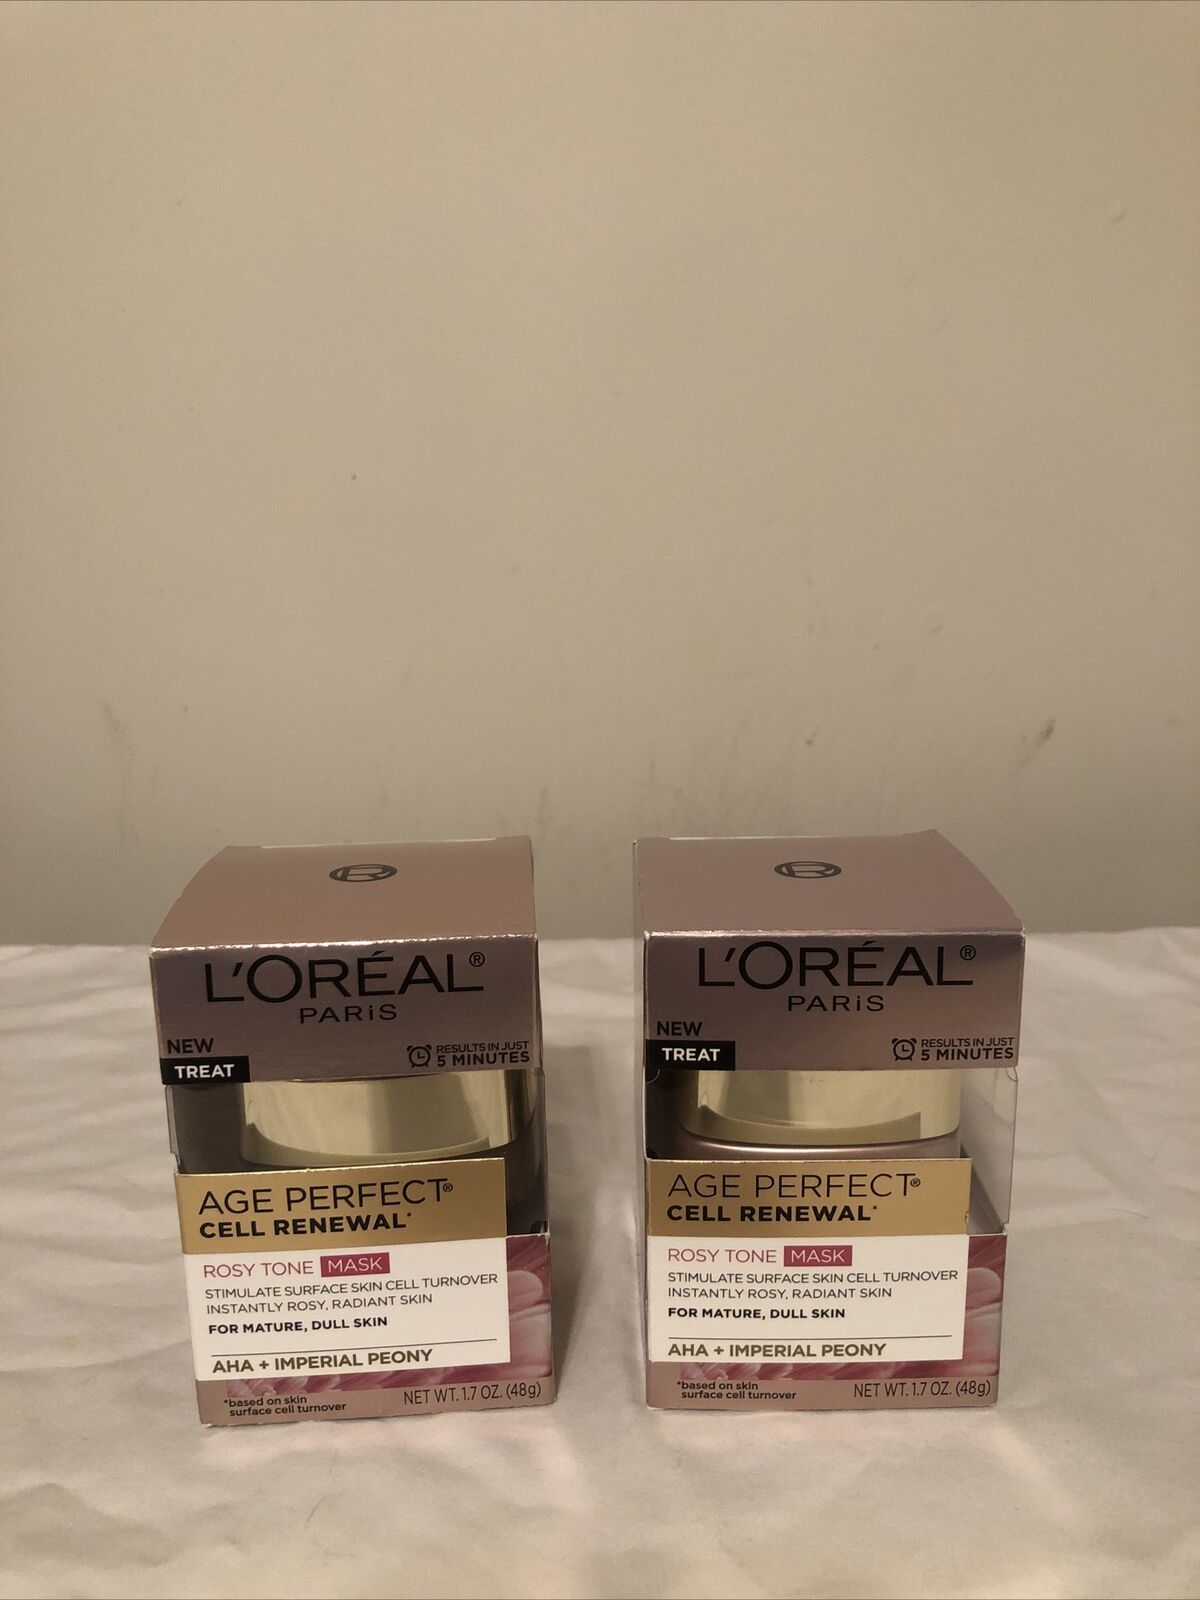 L'ORÉAL®
PARiS
NEW
TREAT
RESULTS IN JUST
5 MINUTES
AGE PERFECT®
CELL RENEWAL*
ROSY TONE MASK
STIMULATE SURFACE SKIN CELL TURNOVER
INSTANTLY ROSY, RADIANT SKIN
FOR MATURE, DULL SKIN
AHA + IMPERIAL PEONY
*based on skin
surface cell turnover
NET WT. 1.7 OZ. (48g)
L'ORÉAL®
PARiS
NEW
TREAT
RESULTS IN JUST
5 MINUTES
AGE PERFECT®
CELL RENEWAL*
ROSY TONE MASK
STIMULATE SURFACE SKIN CELL TURNOVER
INSTANTLY ROSY, RADIANT SKIN
FOR MATURE, DULL SKIN
AHA + IMPERIAL PEONY
*based on skin
surface cell turnover
NET WT. 1.7 OZ. (48g)